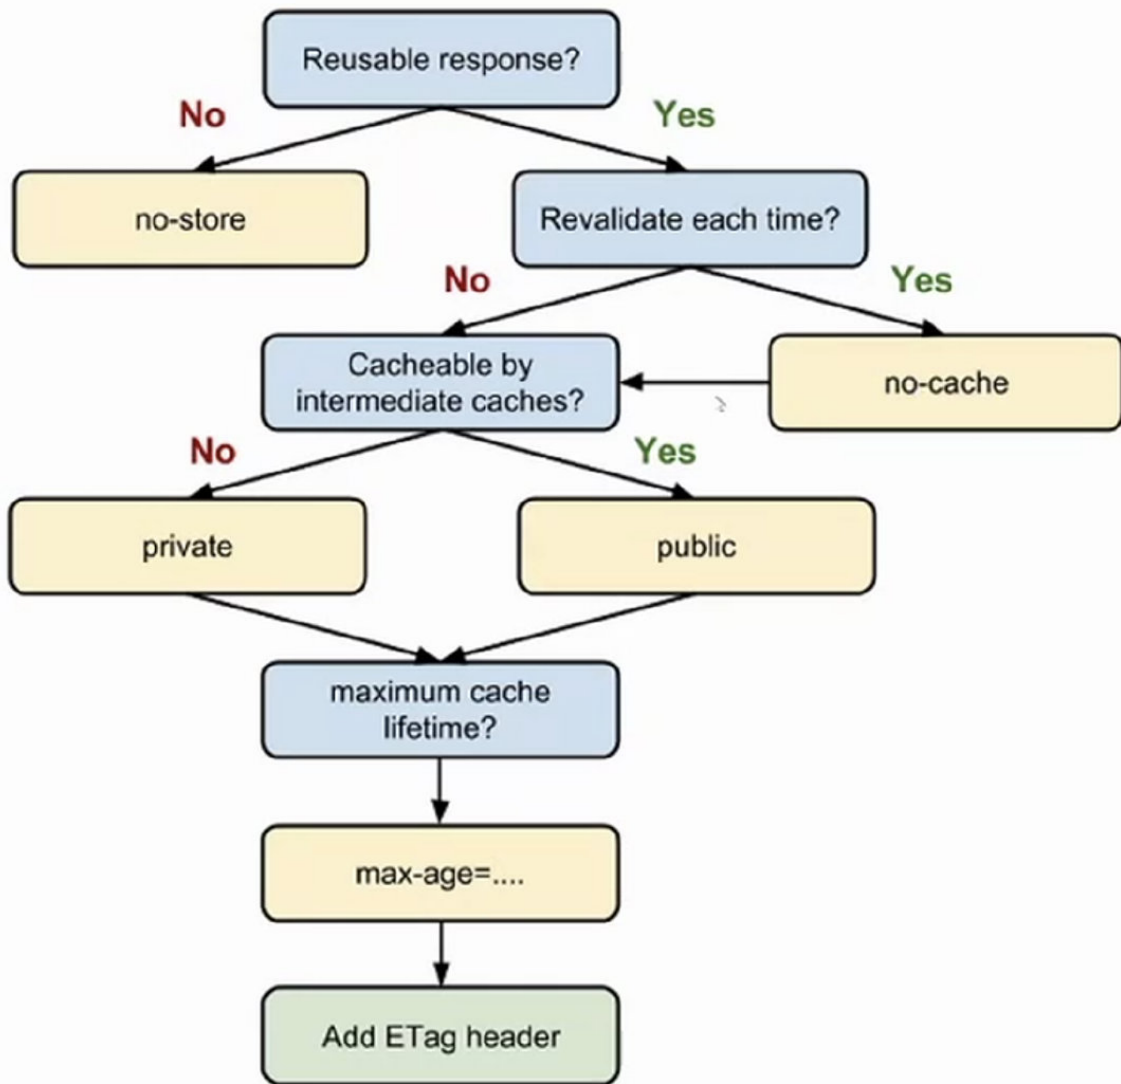 Reusable response?
No
Yes
no-store
Revalidate each time?
No
Yes
Cacheable by
intermediate caches?
no-cache
No
Yes
private
public
maximum cache
lifetime?
max-age=....
Add ETag header